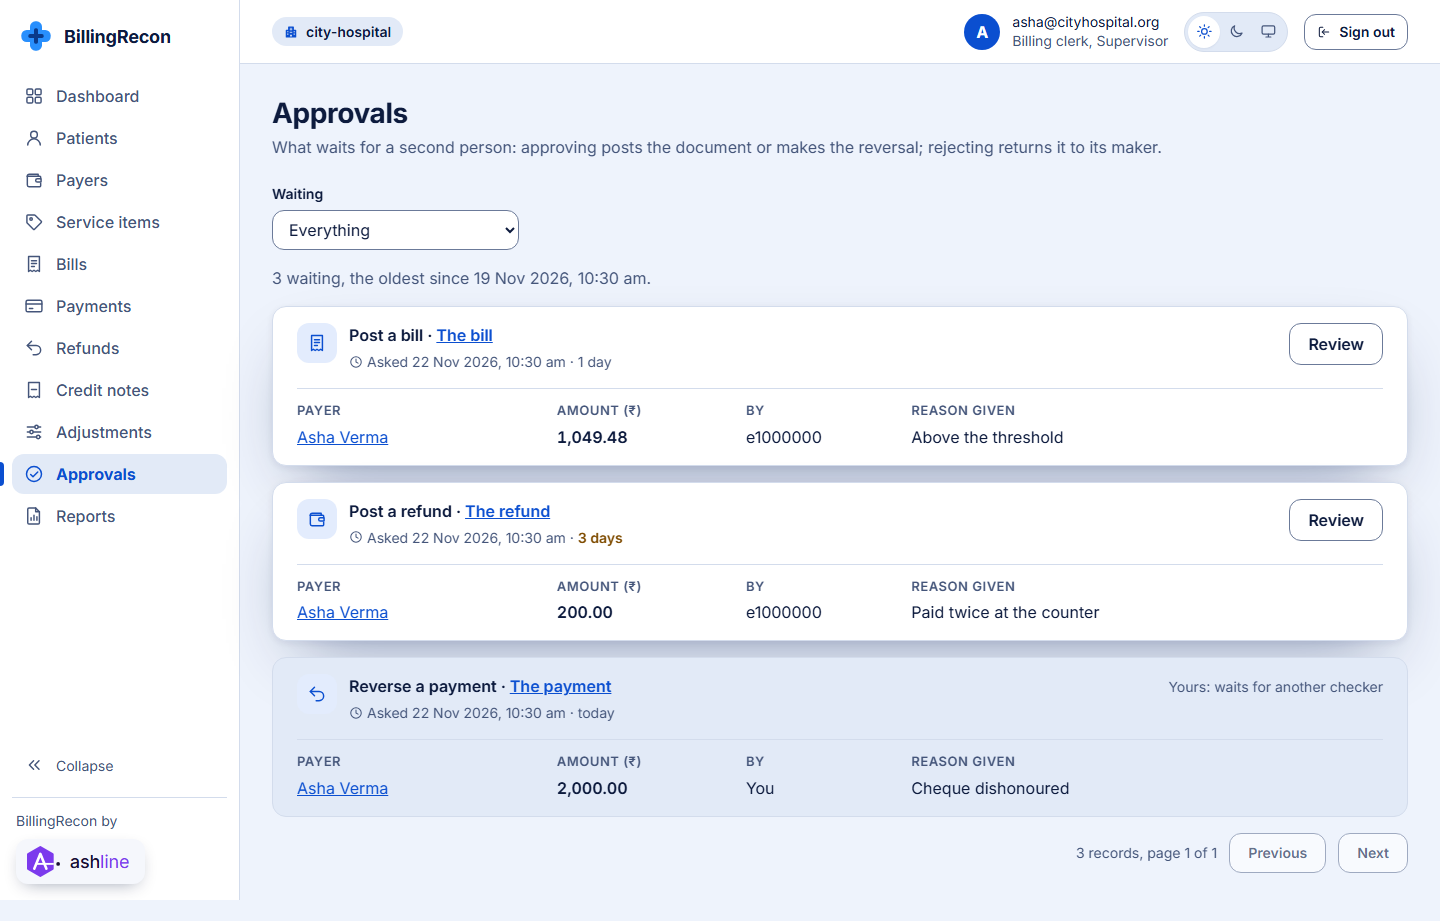 BillingRecon
Dashboard
Patients
Payers
Service items
Bills
Payments
Refunds
Credit notes
Adjustments
Approvals
Reports
Collapse
BillingRecon by
A
ashline
city-hospital
A
asha@cityhospital.org
Billing clerk, Supervisor
Sign out
Approvals
What waits for a second person: approving posts the document or makes the reversal; rejecting returns it to its maker.
Waiting
Everything
3 waiting, the oldest since 19 Nov 2026, 10:30 am.
Post a bill · The bill
Asked 22 Nov 2026, 10:30 am · 1 day
Review
PAYER AMOUNT (₹) BY REASON GIVEN
Asha Verma 1,049.48 e1000000 Above the threshold
Post a refund · The refund
Asked 22 Nov 2026, 10:30 am · 3 days
Review
PAYER AMOUNT (₹) BY REASON GIVEN
Asha Verma 200.00 e1000000 Paid twice at the counter
Reverse a payment · The payment
Asked 22 Nov 2026, 10:30 am · today
Yours: waits for another checker
PAYER AMOUNT (₹) BY REASON GIVEN
Asha Verma 2,000.00 You Cheque dishonoured
3 records, page 1 of 1 Previous Next